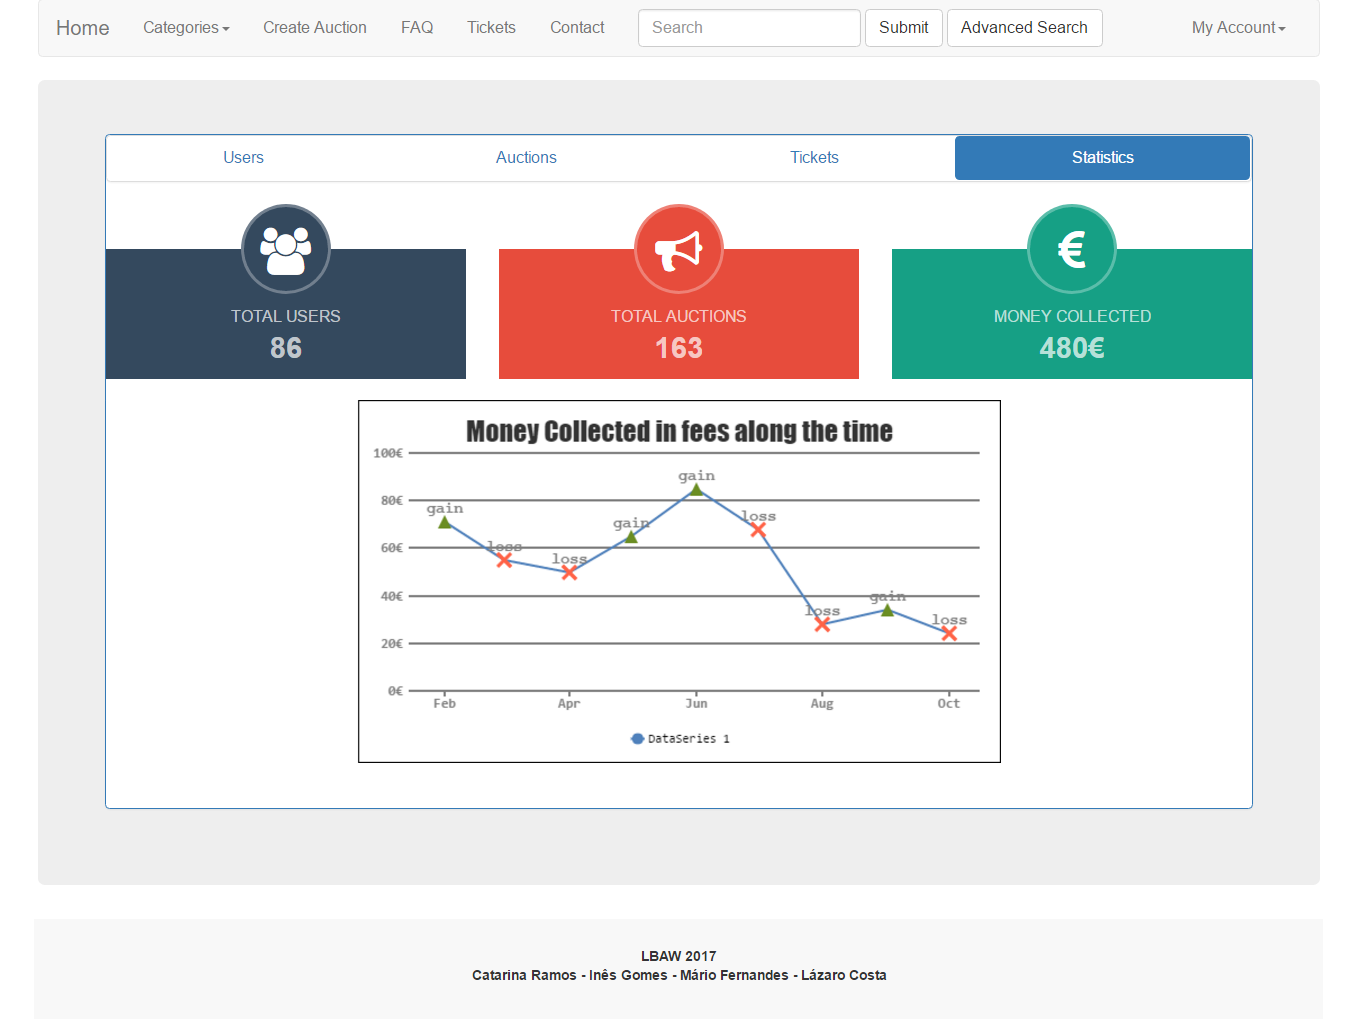 Home Categories Create Auction FAQ Tickets Contact Search Submit Advanced Search My Account
Users Auctions Tickets Statistics
TOTAL USERS
86
TOTAL AUCTIONS
163
MONEY COLLECTED
480€
Money Collected in fees along the time
100€
80€
60€
40€
20€
0€
gain
loss
loss
gain
gain
loss
loss
gain
loss
Feb Apr Jun Aug Oct
DataSeries 1
LBAW 2017
Catarina Ramos - Inês Gomes - Mário Fernandes - Lázaro Costa